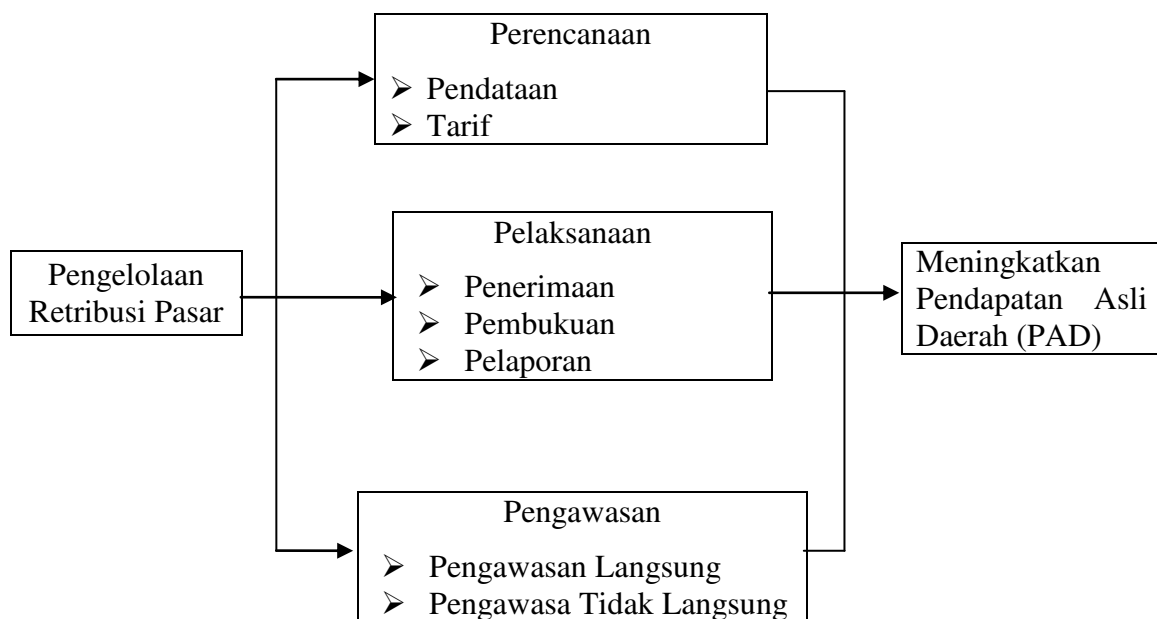 Perencanaan
➢ Pendataan
➢ Tarif
Pengelolaan
Retribusi Pasar
Pelaksanaan
➢ Penerimaan
➢ Pembukuan
➢ Pelaporan
Meningkatkan
Pendapatan Asli
Daerah (PAD)
Pengawasan
➢ Pengawasan Langsung
➢ Pengawasa Tidak Langsung